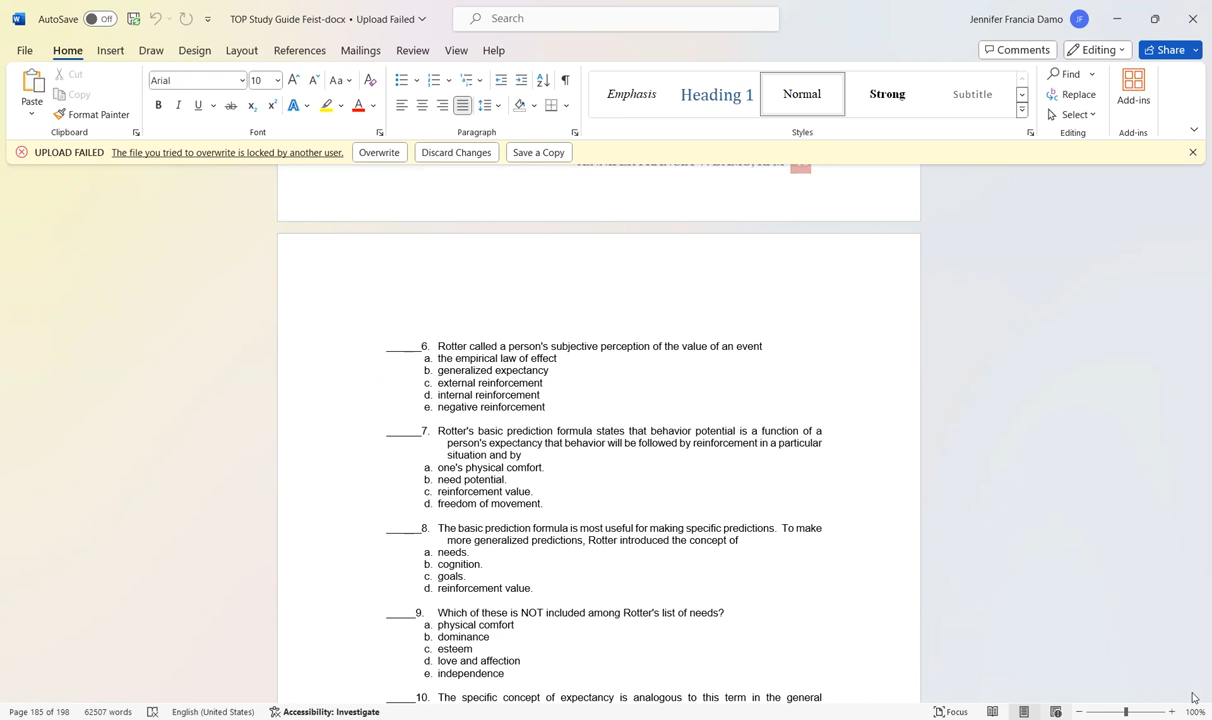 AutoSave Off TOP Study Guide Feist-docx • Upload Failed Search Jennifer Francia Damo JF
File Home Insert Draw Design Layout References Mailings Review View Help Comments Editing Share
Paste Cut Copy Format Painter Arial 10 Emphasis Heading 1 Normal Strong Subtitle Find Replace Select Add-ins
Clipboard Font Paragraph Styles Editing Add-ins
UPLOAD FAILED The file you tried to overwrite is locked by another user. Overwrite Discard Changes Save a Copy
______6. Rotter called a person's subjective perception of the value of an event
a. the empirical law of effect
b. generalized expectancy
c. external reinforcement
d. internal reinforcement
e. negative reinforcement
______7. Rotter's basic prediction formula states that behavior potential is a function of a
person's expectancy that behavior will be followed by reinforcement in a particular
situation and by
a. one's physical comfort.
b. need potential.
c. reinforcement value.
d. freedom of movement.
______8. The basic prediction formula is most useful for making specific predictions. To make
more generalized predictions, Rotter introduced the concept of
a. needs.
b. cognition.
c. goals.
d. reinforcement value.
_____9. Which of these is NOT included among Rotter's list of needs?
a. physical comfort
b. dominance
c. esteem
d. love and affection
e. independence
_____10. The specific concept of expectancy is analogous to this term in the general
Page 185 of 198 62507 words English (United States) Accessibility: Investigate Focus 100%